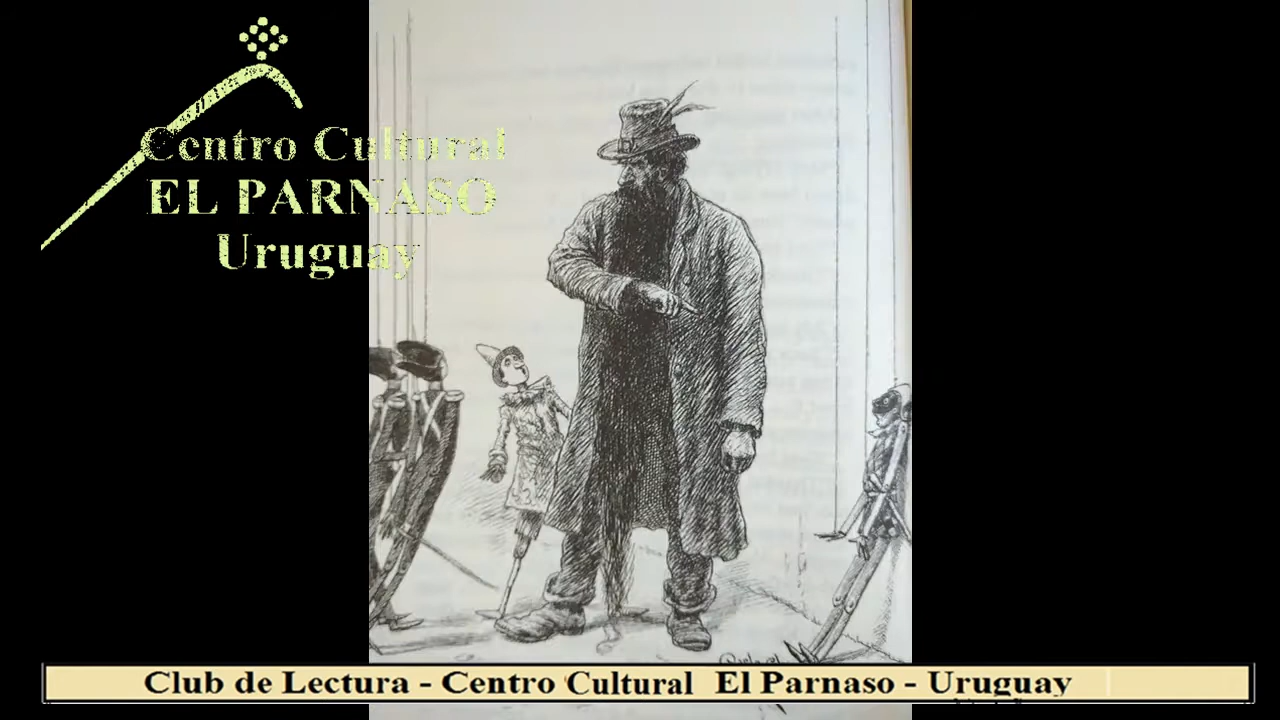 Centro Cultural
EL PARNASO
Uruguay
Club de Lectura - Centro Cultural El Parnaso - Uruguay